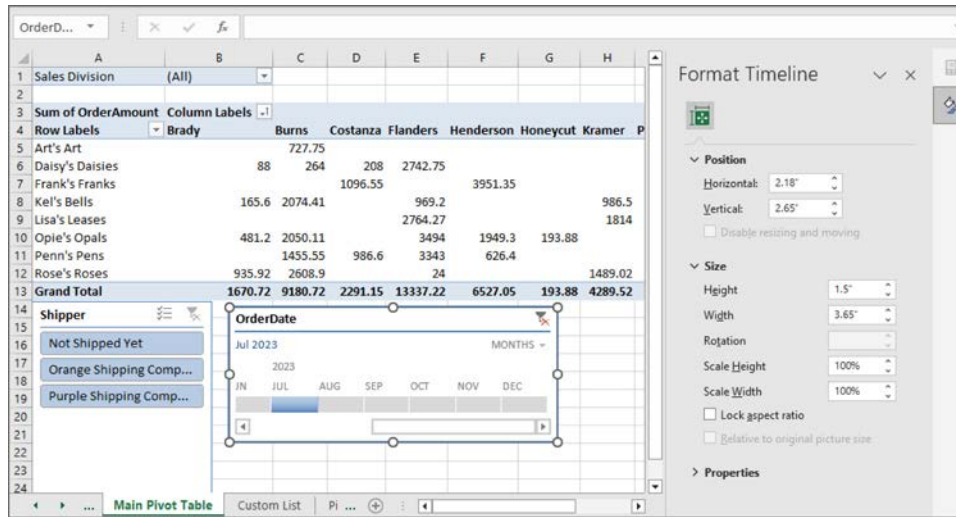 OrderD...
fx
A B C D E F G H
1 Sales Division (All)
2
3 Sum of OrderAmount Column Labels
4 Row Labels Brady Burns Costanza Flanders Henderson Honeycut Kramer P
5 Art's Art 727.75
6 Daisy's Daisies 88 264 208 2742.75
7 Frank's Franks 1096.55 3951.35
8 Kel's Bells 165.6 2074.41 969.2 986.5
9 Lisa's Leases 2764.27 1814
10 Opie's Opals 481.2 2050.11 3494 1949.3 193.88
11 Penn's Pens 1455.55 986.6 3343 626.4
12 Rose's Roses 935.92 2608.9 24 1489.02
13 Grand Total 1670.72 9180.72 2291.15 13337.22 6527.05 193.88 4289.52
14
15
16
17
18
19
20
21
22
23
24
Shipper
Not Shipped Yet
Orange Shipping Comp...
Purple Shipping Comp...
OrderDate
Jul 2023 MONTHS
2023
JN JUL AUG SEP OCT NOV DEC
... Main Pivot Table Custom List Pi ...
Format Timeline
Position
Horizontal: 2.18"
Vertical: 2.65"
Disable resizing and moving
Size
Height 1.5"
Width 3.65"
Rotation
Scale Height 100%
Scale Width 100%
Lock aspect ratio
Relative to original picture size
Properties